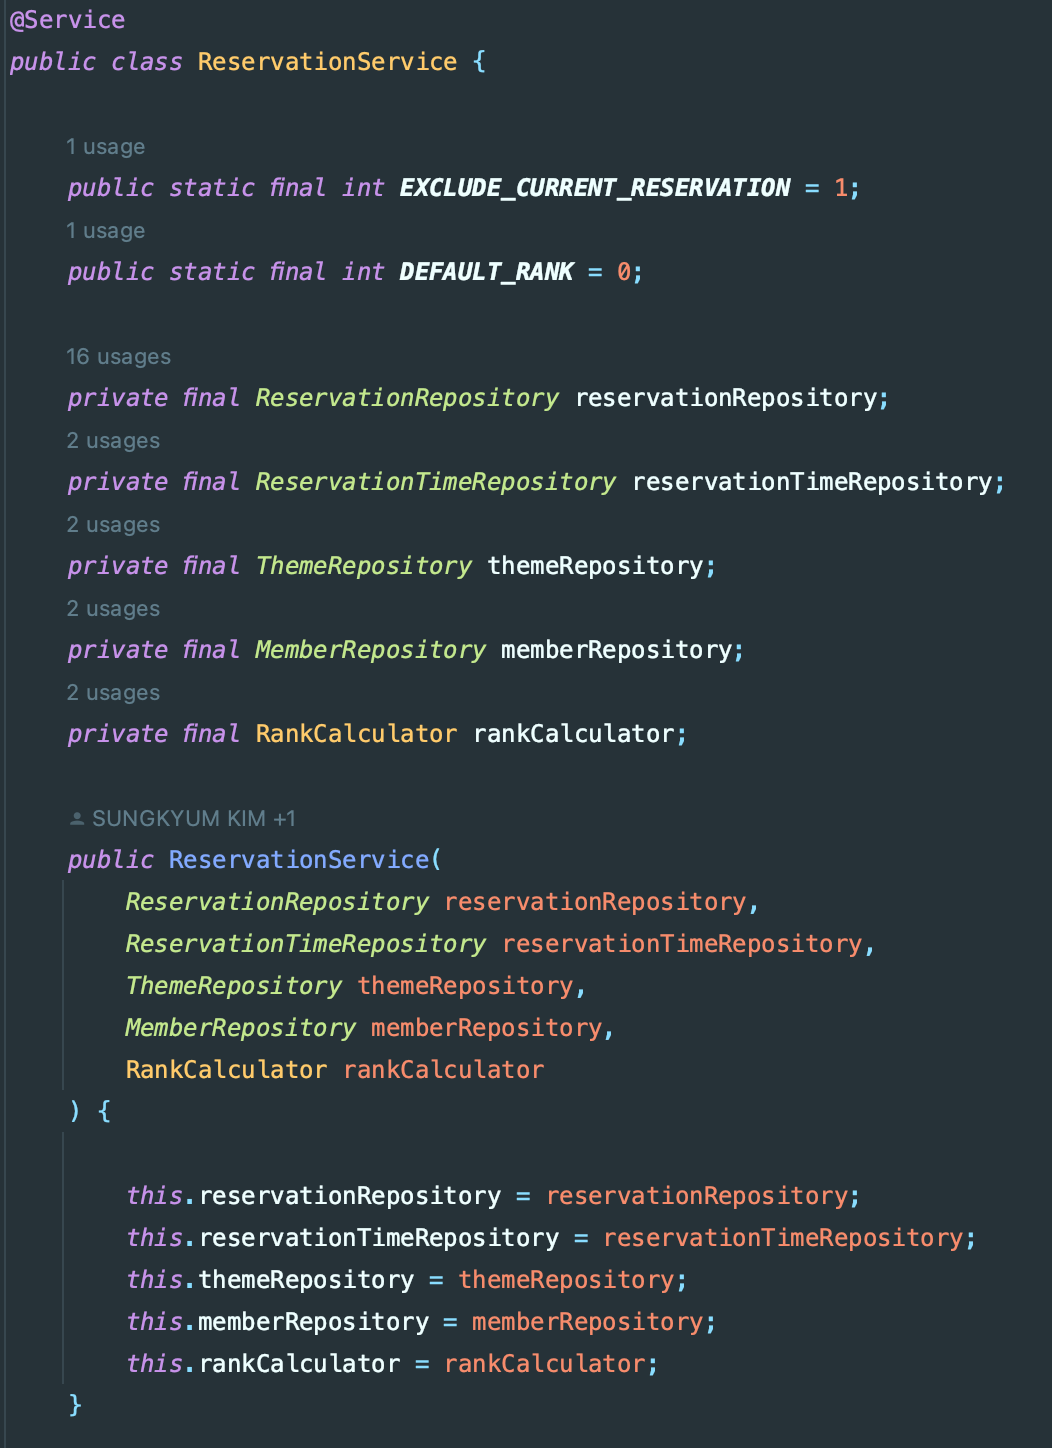 @Service
public class ReservationService {
1 usage
public static final int EXCLUDE_CURRENT_RESERVATION = 1;
1 usage
public static final int DEFAULT_RANK = 0;
16 usages
private final ReservationRepository reservationRepository;
2 usages
private final ReservationTimeRepository reservationTimeRepository;
2 usages
private final ThemeRepository themeRepository;
2 usages
private final MemberRepository memberRepository;
2 usages
private final RankCalculator rankCalculator;
SUNGKYUM KIM +1
public ReservationService(
ReservationRepository reservationRepository,
ReservationTimeRepository reservationTimeRepository,
ThemeRepository themeRepository,
MemberRepository memberRepository,
RankCalculator rankCalculator
) {
this.reservationRepository = reservationRepository;
this.reservationTimeRepository = reservationTimeRepository;
this.themeRepository = themeRepository;
this.memberRepository = memberRepository;
this.rankCalculator = rankCalculator;
}